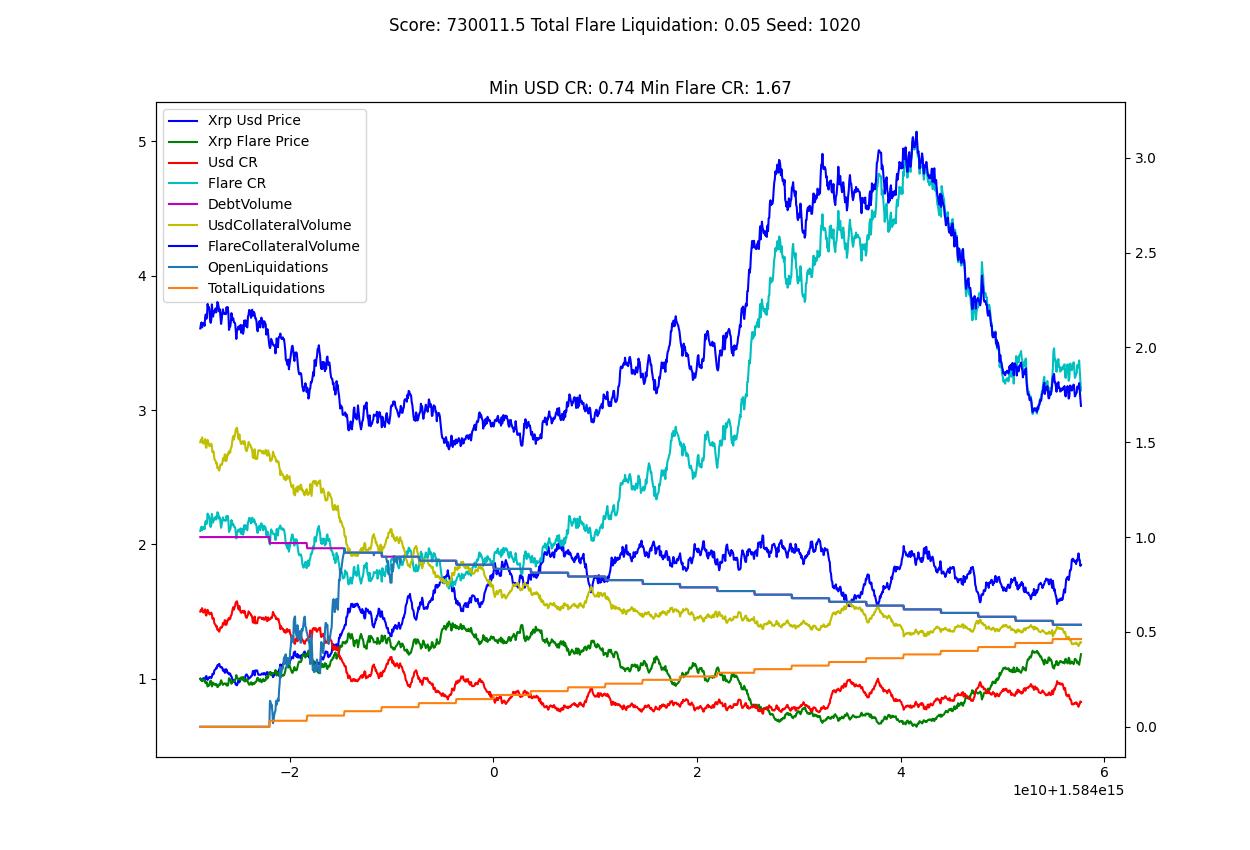 Score: 730011.5 Total Flare Liquidation: 0.05 Seed: 1020
Min USD CR: 0.74 Min Flare CR: 1.67
Xrp Usd Price
Xrp Flare Price
Usd CR
Flare CR
DebtVolume
UsdCollateralVolume
FlareCollateralVolume
OpenLiquidations
TotalLiquidations
5
4
3
2
1
3.0
2.5
2.0
1.5
1.0
0.5
0.0
−2
0
2
4
6
1e10+1.584e15